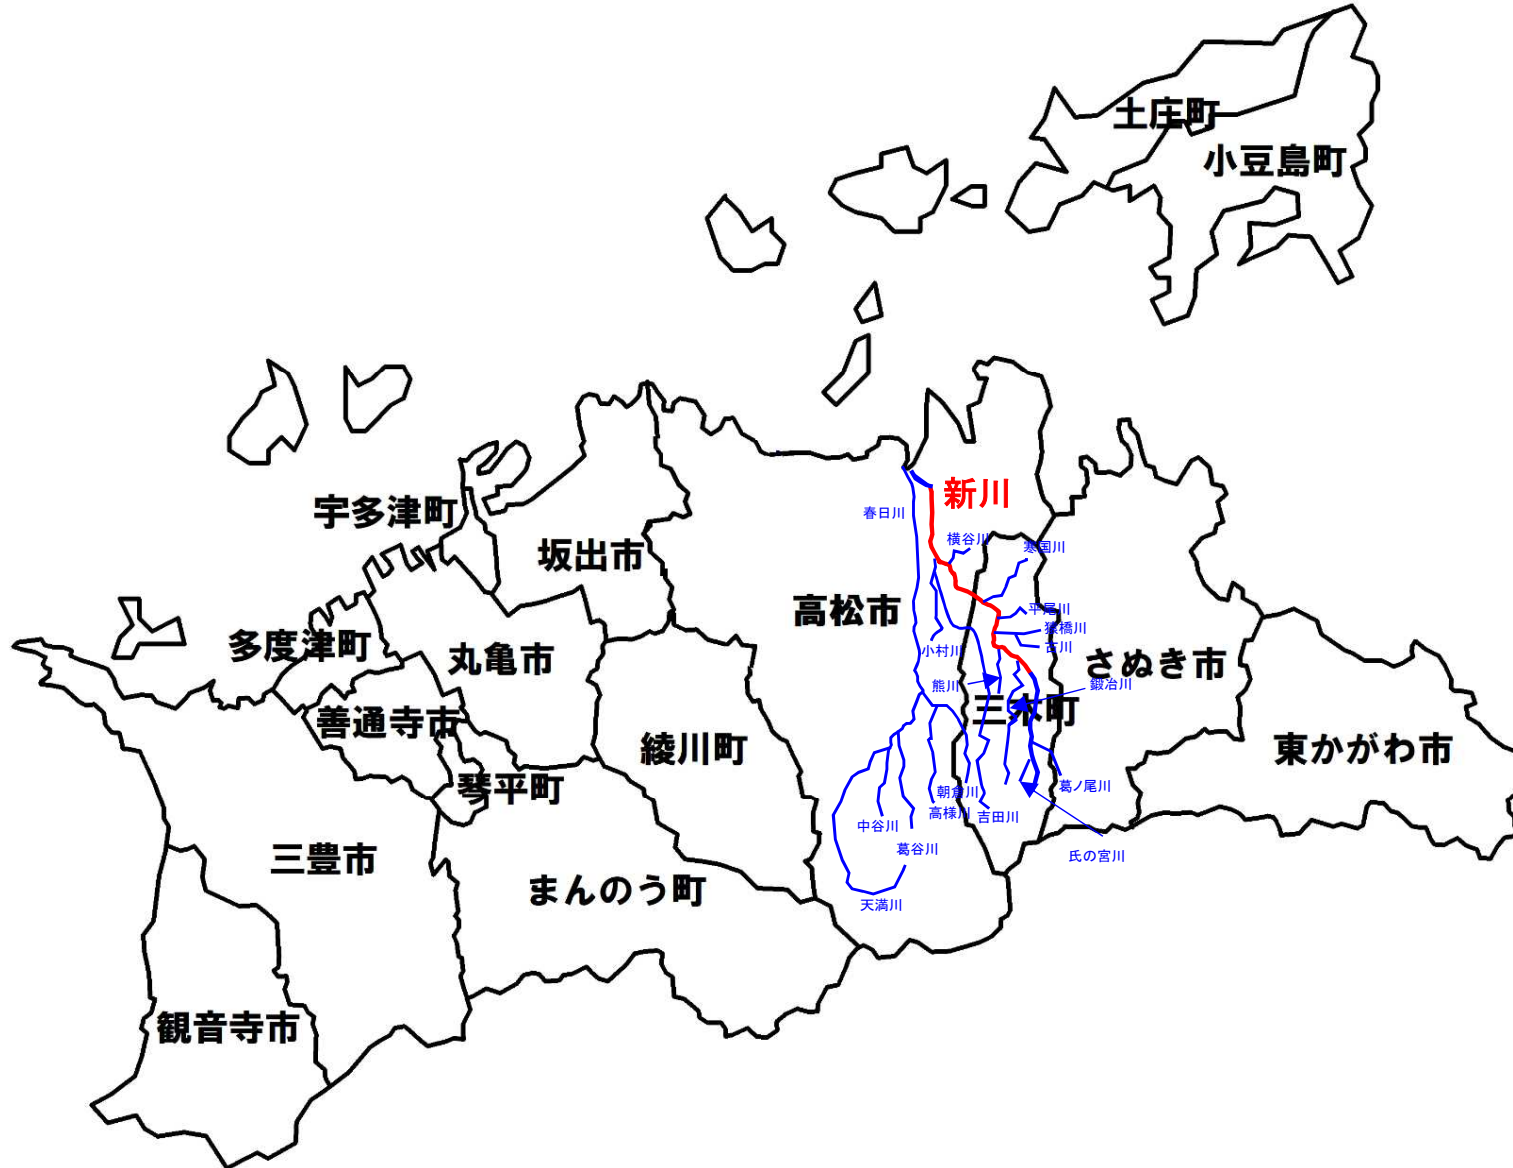 土庄町
小豆島町
新川
宇多津町
春日川
坂出市
横谷川
寒国川
高松市
平尾川
猿橋川
古川
多度津町
丸亀市
小村川
さぬき市
熊川
鍛冶川
三木町
善通寺市
綾川町
東かがわ市
琴平町
葛ノ尾川
朝倉川
高様川
吉田川
中谷川
葛谷川
氏の宮川
三豊市
まんのう町
天満川
観音寺市